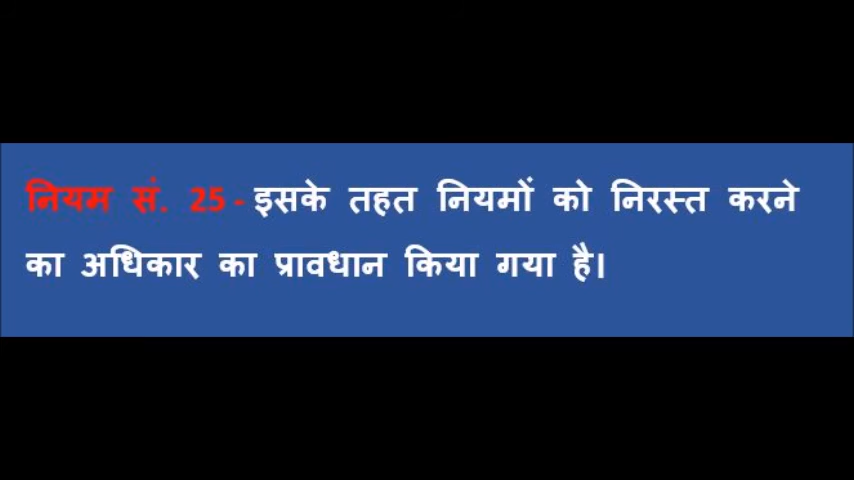 नियम सं. 25- इसके तहत नियमों को निरस्त करने
का अधिकार का प्रावधान किया गया है।